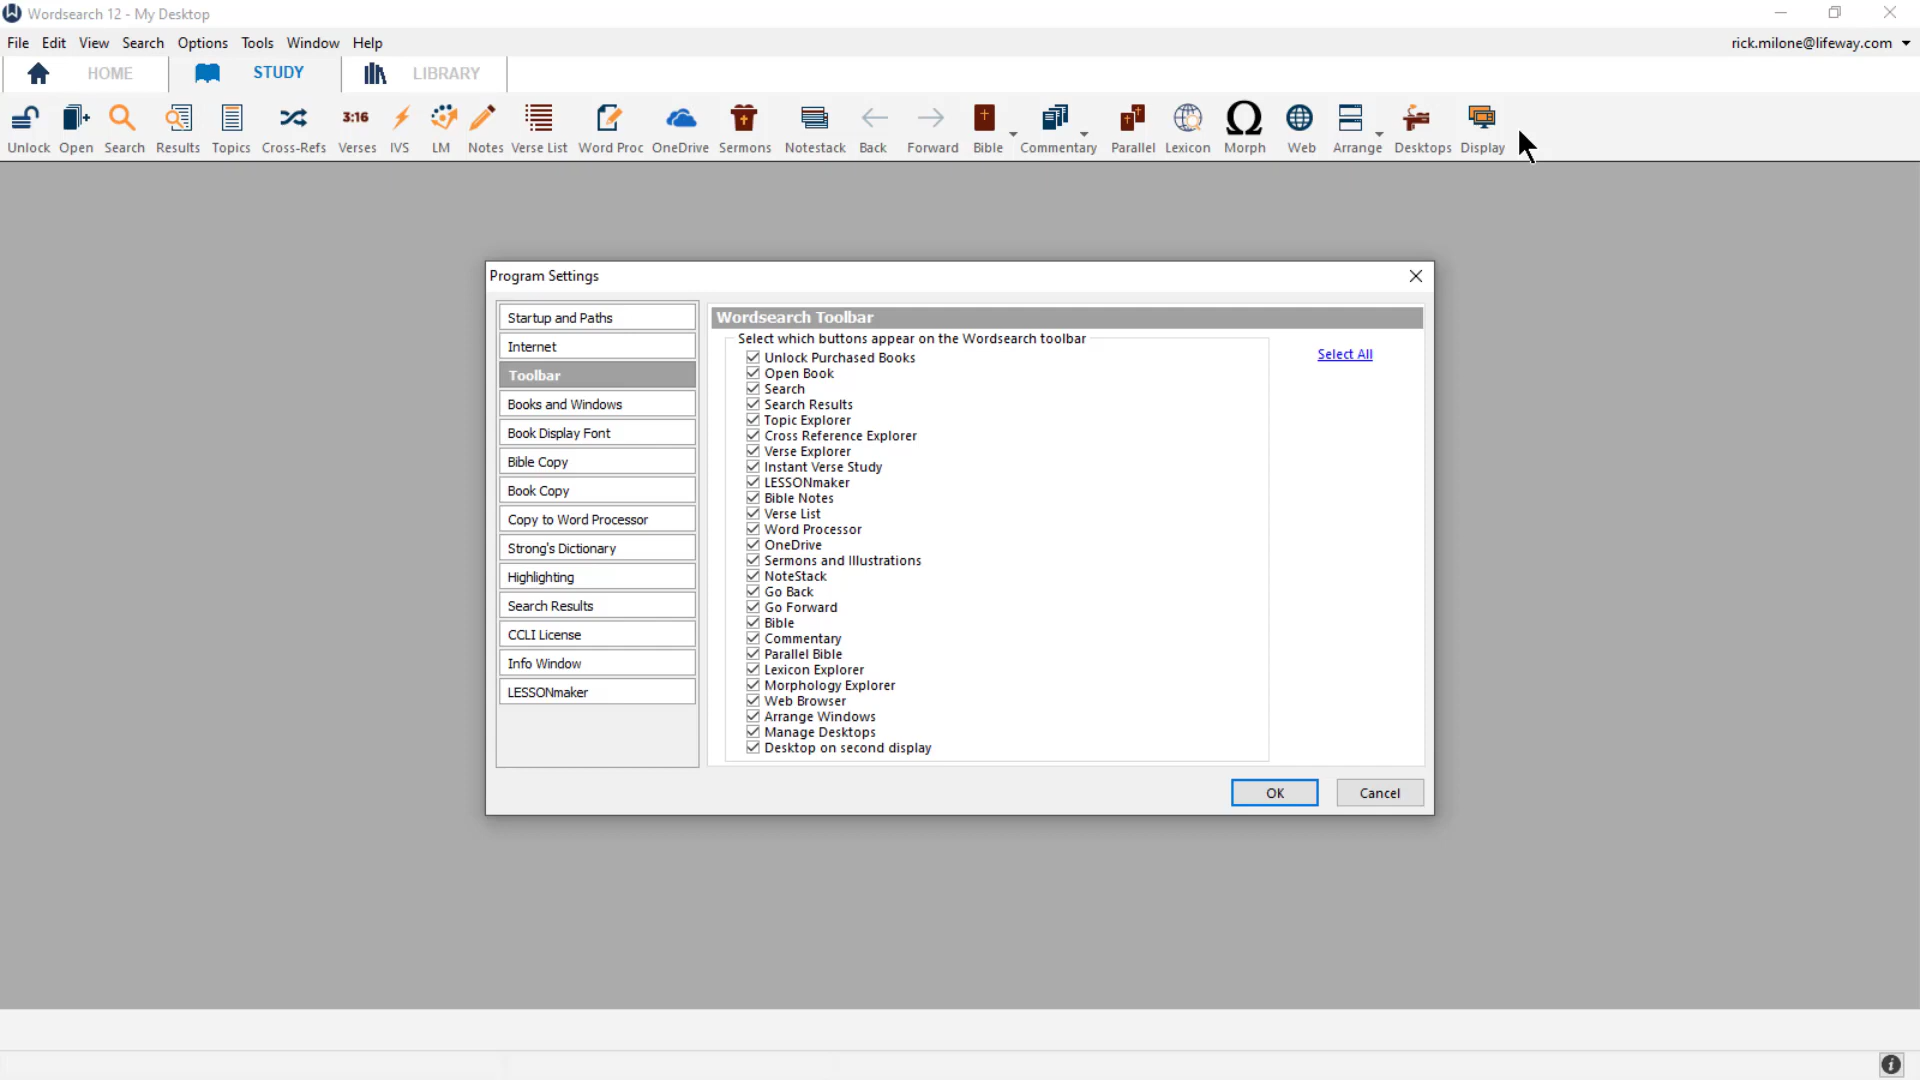 Wordsearch 12 - My Desktop
File Edit View Search Options Tools Window Help
rick.milone@lifeway.com
HOME STUDY LIBRARY
3:16
Unlock Open Search Results Topics Cross-Refs Verses IVS LM Notes Verse List Word Proc OneDrive Sermons Notestack Back Forward Bible Commentary Parallel Lexicon Morph Web Arrange Desktops Display
Program Settings
Startup and Paths
Internet
Toolbar
Books and Windows
Book Display Font
Bible Copy
Book Copy
Copy to Word Processor
Strong's Dictionary
Highlighting
Search Results
CCLI License
Info Window
LESSONmaker
Wordsearch Toolbar
Select which buttons appear on the Wordsearch toolbar
Select All
Unlock Purchased Books
Open Book
Search
Search Results
Topic Explorer
Cross Reference Explorer
Verse Explorer
Instant Verse Study
LESSONmaker
Bible Notes
Verse List
Word Processor
OneDrive
Sermons and Illustrations
NoteStack
Go Back
Go Forward
Bible
Commentary
Parallel Bible
Lexicon Explorer
Morphology Explorer
Web Browser
Arrange Windows
Manage Desktops
Desktop on second display
OK Cancel